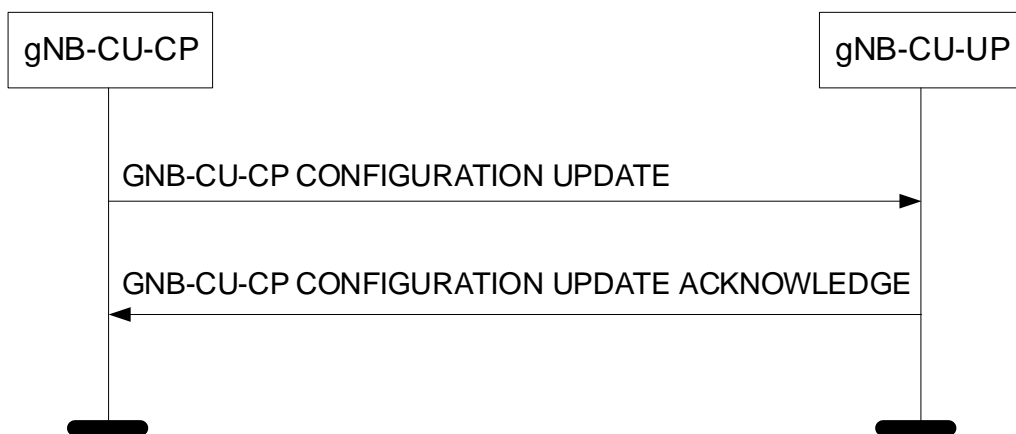 gNB-CU-CP
gNB-CU-UP
GNB-CU-CP CONFIGURATION UPDATE
GNB-CU-CP CONFIGURATION UPDATE ACKNOWLEDGE